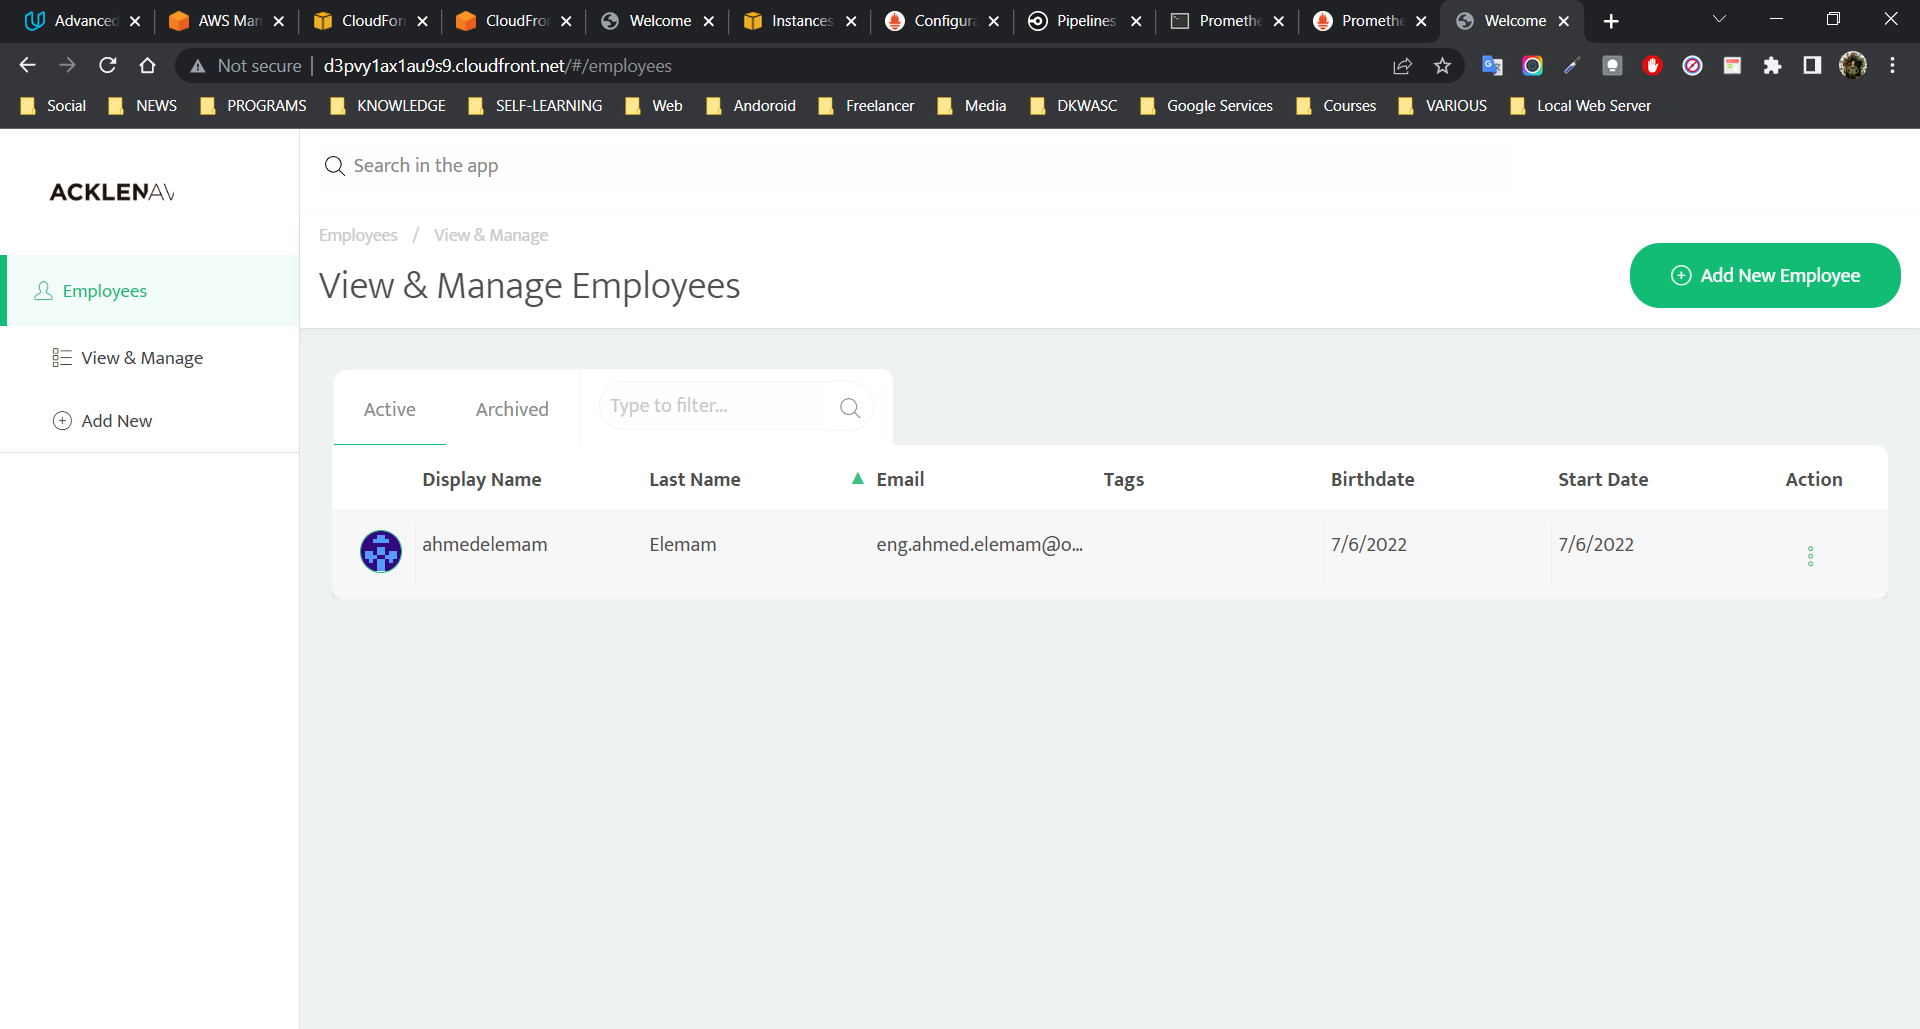 Advanced AWS Man CloudFor CloudFro Welcome Instances Configura Pipelines Promethe Promethe Welcome
Not secure d3pvy1ax1au9s9.cloudfront.net/#/employees
Social NEWS PROGRAMS KNOWLEDGE SELF-LEARNING Web Andoroid Freelancer Media DKWASC Google Services Courses VARIOUS Local Web Server
Search in the app
ACKLENAV
Employees / View & Manage
View & Manage Employees
Add New Employee
Employees
View & Manage
Add New
Active Archived Type to filter...
Display Name Last Name Email Tags Birthdate Start Date Action
ahmedelemam Elemam eng.ahmed.elemam@o... 7/6/2022 7/6/2022